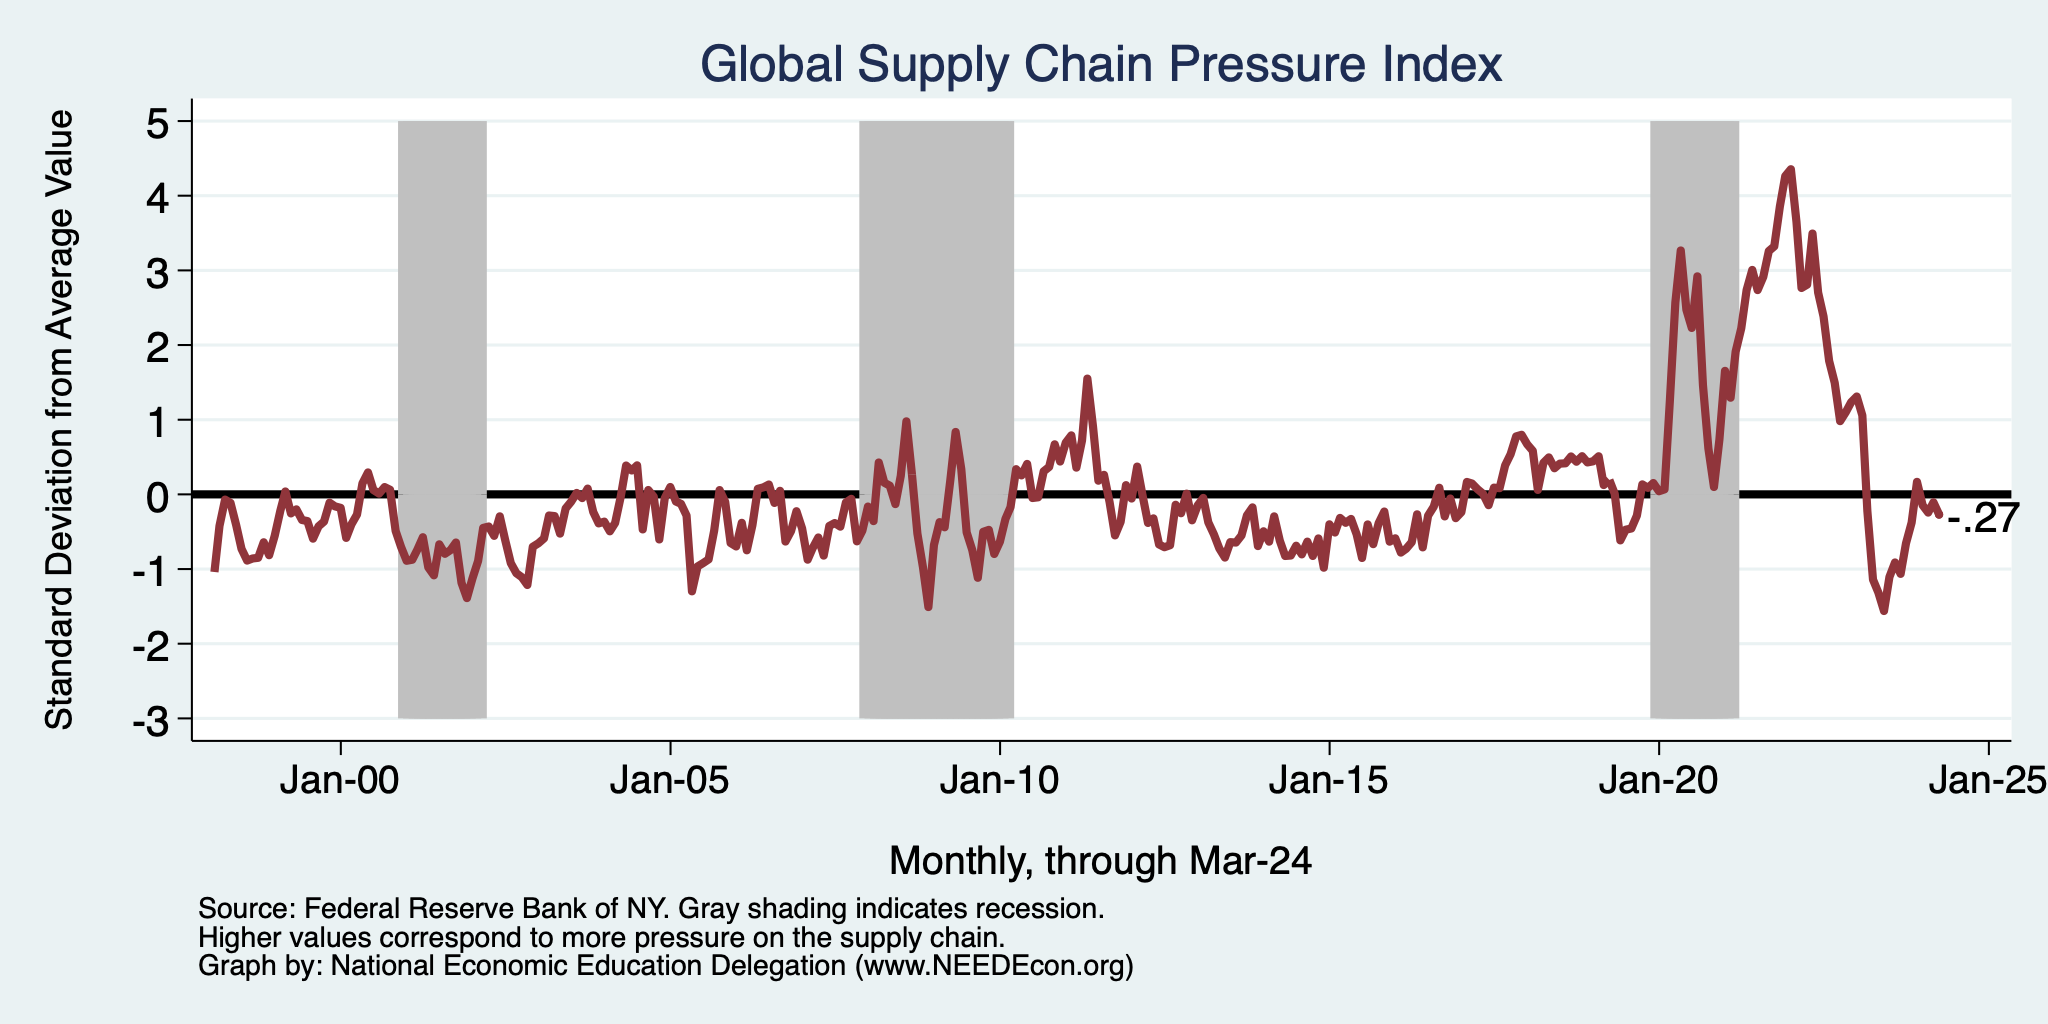 Global Supply Chain Pressure Index
Standard Deviation from Average Value
5
4
3
2
1
0
-1
-2
-3
-.27
Jan-00 Jan-05 Jan-10 Jan-15 Jan-20 Jan-25
Monthly, through Mar-24
Source: Federal Reserve Bank of NY. Gray shading indicates recession.
Higher values correspond to more pressure on the supply chain.
Graph by: National Economic Education Delegation (www.NEEDEcon.org)